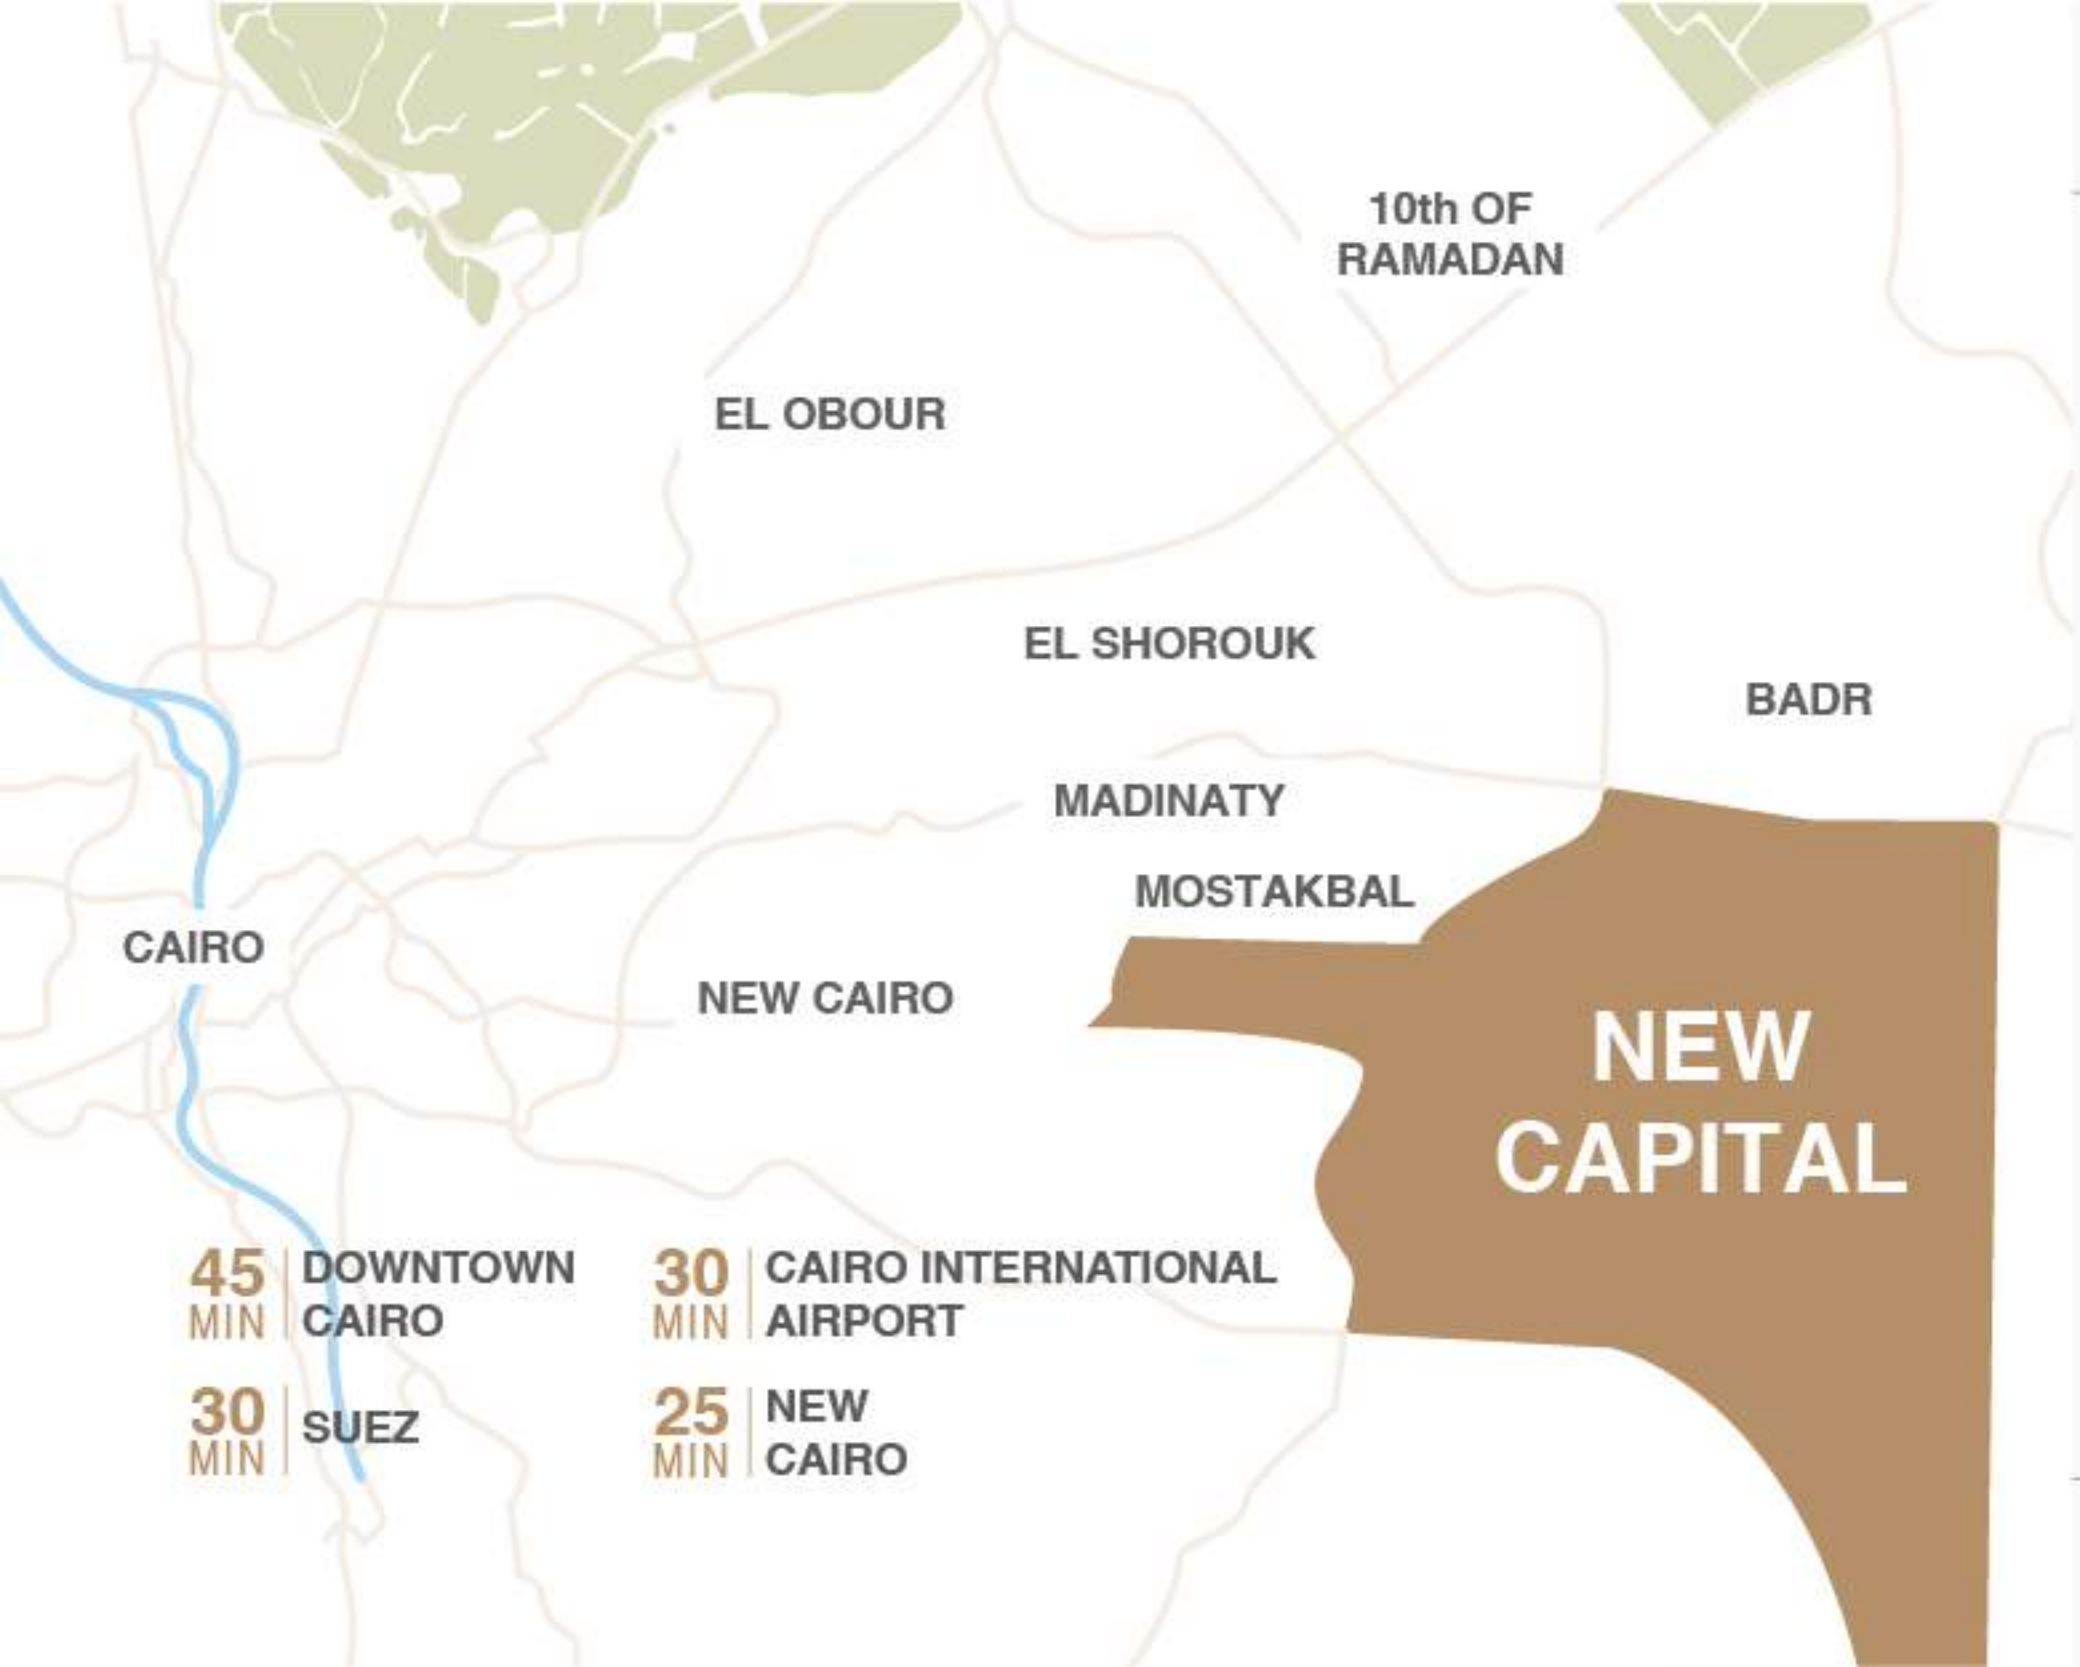 10th OF
RAMADAN
EL OBOUR
EL SHOROUK
BADR
MADINATY
MOSTAKBAL
CAIRO
NEW CAIRO
NEW
CAPITAL
45
MIN
DOWNTOWN
CAIRO
30
MIN
CAIRO INTERNATIONAL
AIRPORT
30
MIN
SUEZ
25
MIN
NEW
CAIRO